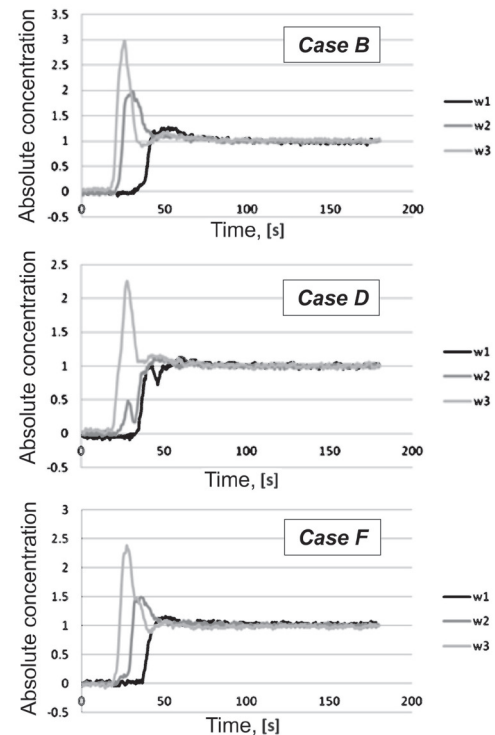 Absolute concentration
3.5
3
2.5
2
1.5
1
0.5
0
-0.5
Case B
0 50 100 150 200
Time, [s]
w1
w2
w3
Absolute concentration
2.5
2
1.5
1
0.5
0
-0.5
Case D
0 50 100 150 200
Time, [s]
w1
w2
w3
Absolute concentration
3
2.5
2
1.5
1
0.5
0
-0.5
Case F
0 50 100 150 200
Time, [s]
w1
w2
w3